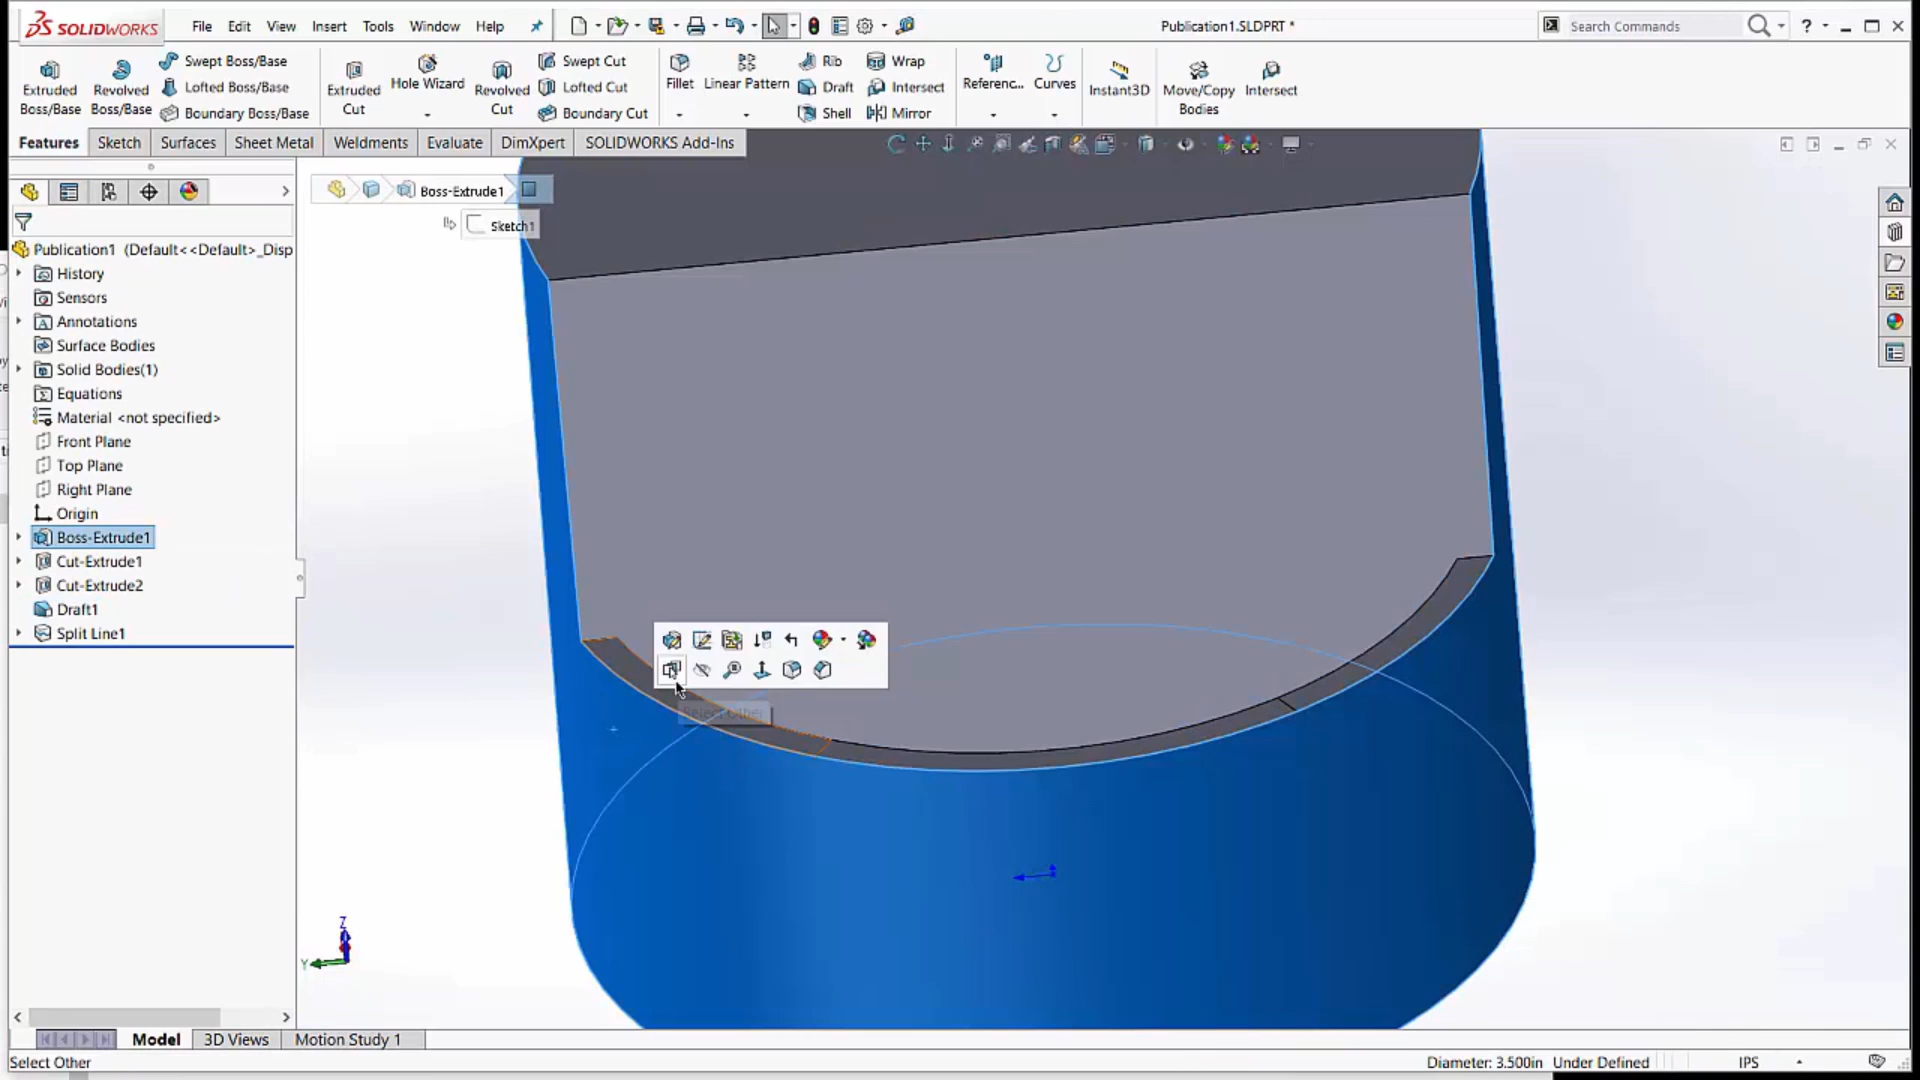 SOLIDWORKS
File Edit View Insert Tools Window Help
Publication1.SLDPRT *
Search Commands
?
Extruded Boss/Base
Revolved Boss/Base
Swept Boss/Base
Lofted Boss/Base
Boundary Boss/Base
Extruded Cut
Hole Wizard
Revolved Cut
Swept Cut
Lofted Cut
Boundary Cut
Fillet
Linear Pattern
Rib
Draft
Shell
Wrap
Intersect
Mirror
Referenc...
Curves
Instant3D
Move/Copy Bodies
Intersect
Features Sketch Surfaces Sheet Metal Weldments Evaluate DimXpert SOLIDWORKS Add-Ins
Boss-Extrude1
Sketch1
Publication1 (Default<<Default>_Disp
History
Sensors
Annotations
Surface Bodies
Solid Bodies(1)
Equations
Material <not specified>
Front Plane
Top Plane
Right Plane
Origin
Boss-Extrude1
Cut-Extrude1
Cut-Extrude2
Draft1
Split Line1
Select Other
Z
Y
Model 3D Views Motion Study 1
Select Other
Diameter: 3.500in Under Defined IPS